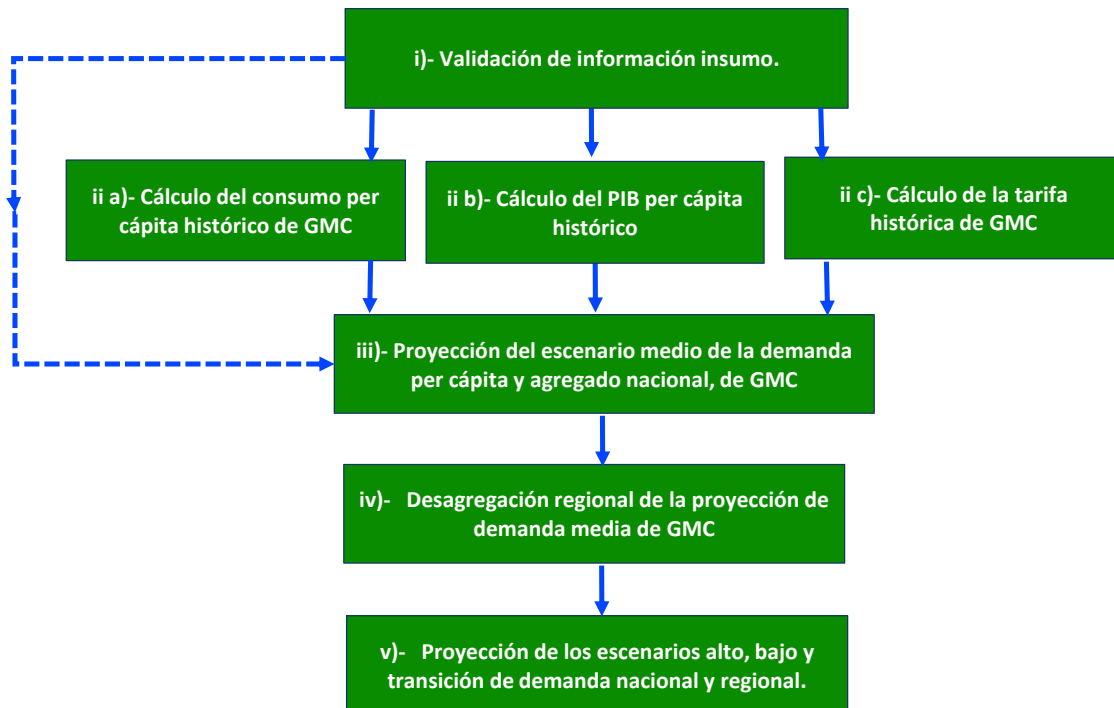 i)- Validación de información insumo.
ii a)- Cálculo del consumo per
cápita histórico de GMC
ii b)- Cálculo del PIB per cápita
histórico
ii c)- Cálculo de la tarifa
histórica de GMC
iii)- Proyección del escenario medio de la demanda
per cápita y agregado nacional, de GMC
iv)- Desagregación regional de la proyección de
demanda media de GMC
v)- Proyección de los escenarios alto, bajo y
transición de demanda nacional y regional.